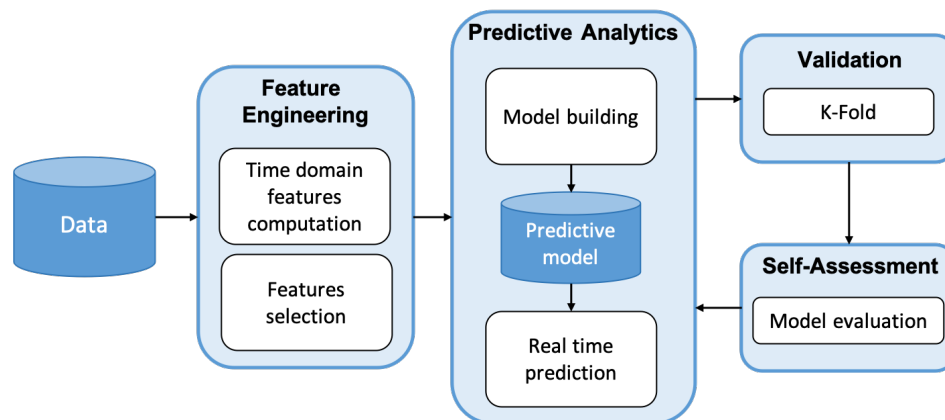 Data
Feature
Engineering
Time domain
features
computation
Features
selection
Predictive Analytics
Model building
Predictive
model
Real time
prediction
Validation
K-Fold
Self-Assessment
Model evaluation